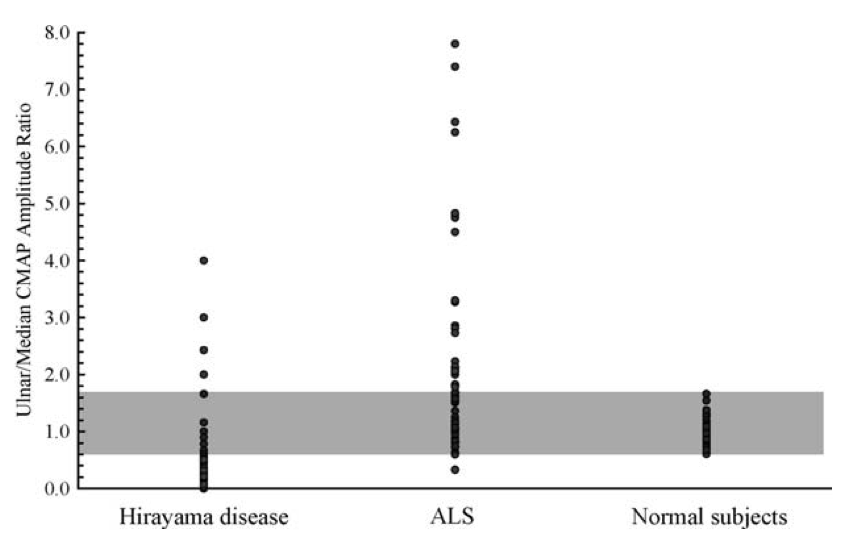 Ulnar/Median CMAP Amplitude Ratio
8.0
7.0
6.0
5.0
4.0
3.0
2.0
1.0
0.0
Hirayama disease
ALS
Normal subjects